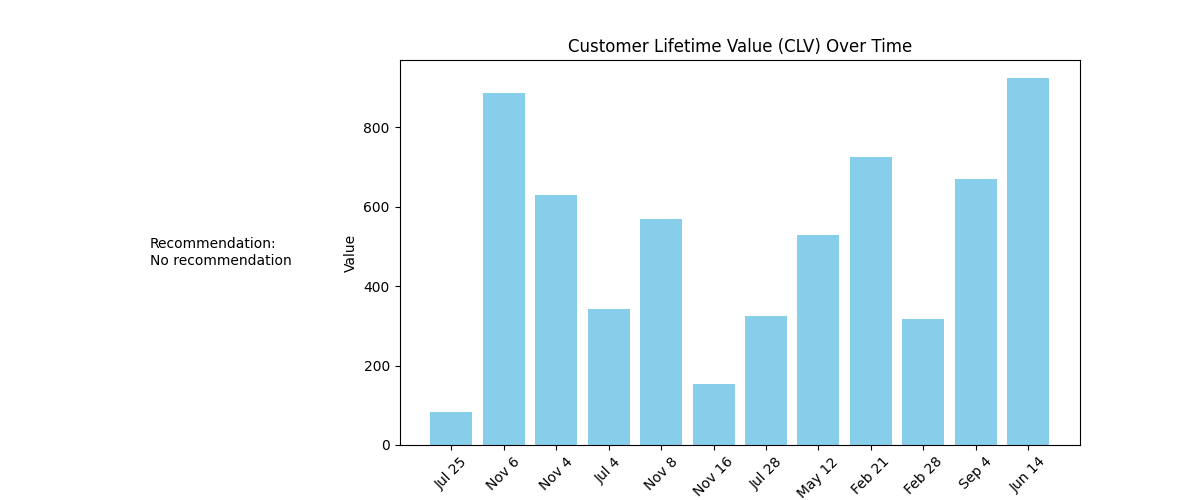 Customer Lifetime Value (CLV) Over Time
Recommendation:
No recommendation
Value
800
600
400
200
0
Jul 25
Nov 6
Nov 4
Jul 4
Nov 8
Nov 16
Jul 28
May 12
Feb 21
Feb 28
Sep 4
Jun 14